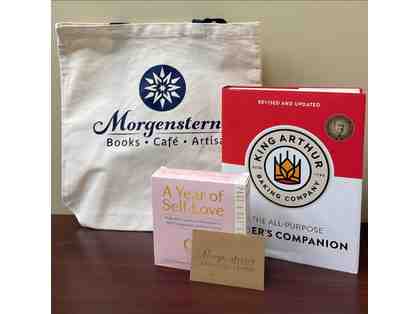 Morgenstern
Books • Café • Artisa
REVISED AND UPDATED
KING ARTHUR
BAKING COMPANY
THE ALL-PURPOSE
ER'S COMPANION
A Year of
Self-Love
Morgenstern